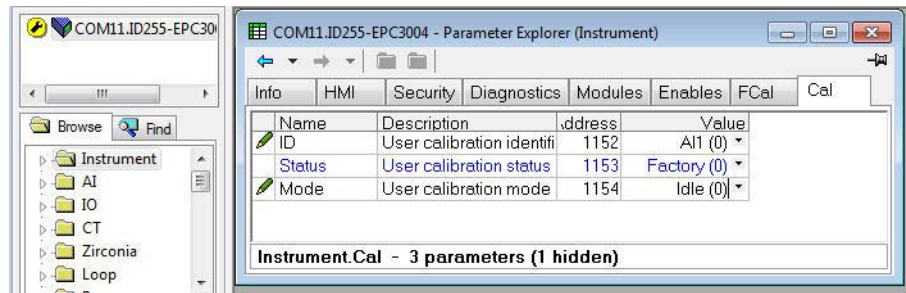 COM11.ID255-EPC30
Browse
Find
Instrument
AI
IO
CT
Zirconia
Loop
COM11.ID255-EPC3004 - Parameter Explorer (Instrument)
Info HMI Security Diagnostics Modules Enables FCal Cal
Name Description ddress Value
ID User calibration identifi 1152 AI1 (0)
Status User calibration status 1153 Factory (0)
Mode User calibration mode 1154 Idle (0)
Instrument.Cal - 3 parameters (1 hidden)